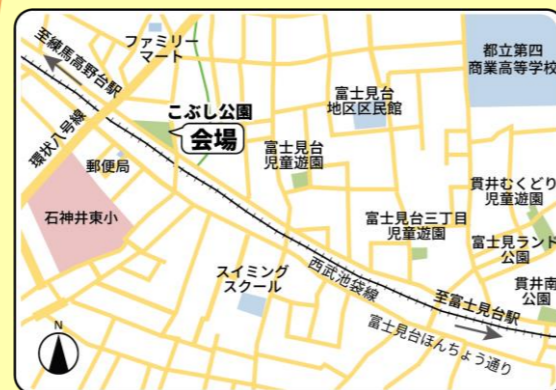 至練馬高野台駅
ファミリー
マート
都立第四
商業高等学校
こぶし公園
会場
富士見台
地区区民館
環状八号線
郵便局
富士見台
児童遊園
石神井東小
貫井むくどり
児童遊園
富士見台三丁目
児童遊園
富士見ランド
公園
スイミング
スクール
西武池袋線
至富士見台駅
貫井南
公園
富士見台ほんちょう通り
N